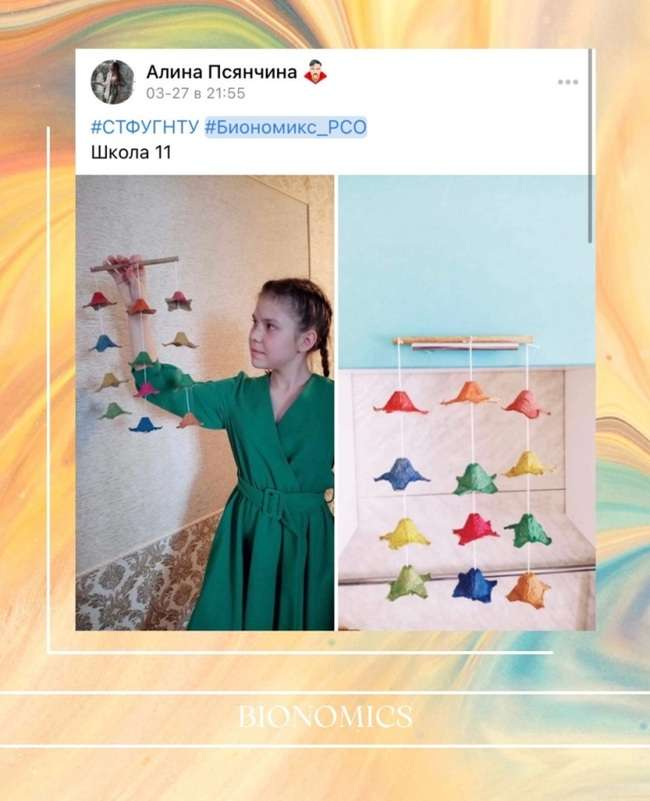 Алина Псянчина
03-27 в 21:55
#СТФУГНТУ #Биономикс_РСО
Школа 11
BIONOMICS